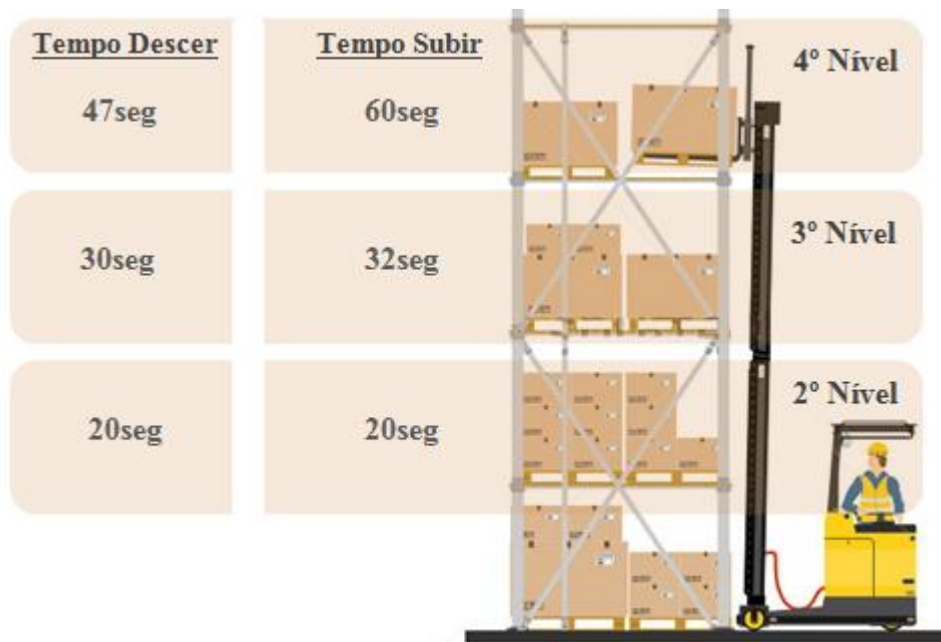 Tempo Descer
Tempo Subir
4º Nível
47seg
60seg
3º Nível
30seg
32seg
2º Nível
20seg
20seg